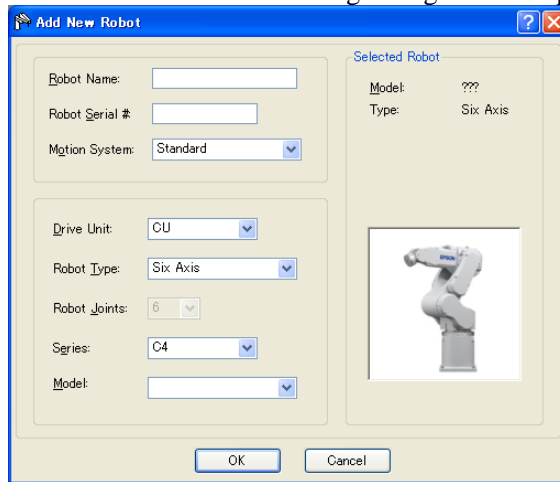 Add New Robot
Robot Name:
Robot Serial #
Motion System: Standard
Drive Unit: CU
Robot Type: Six Axis
Robot Joints: 6
Series: C4
Model:
Selected Robot
Model: ???
Type: Six Axis
EPSON
OK Cancel